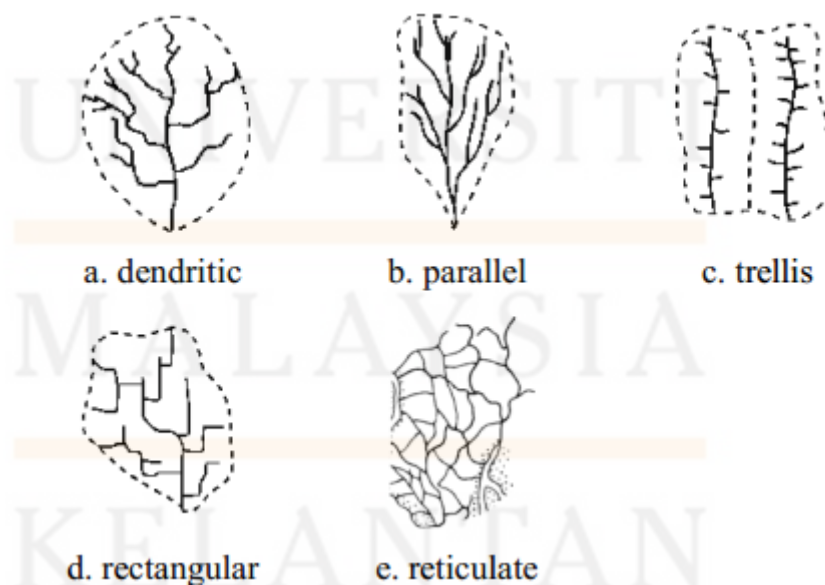 UNIVERSITI
a. dendritic b. parallel c. trellis
MALAYSIA
d. rectangular e. reticulate
KELANTAN